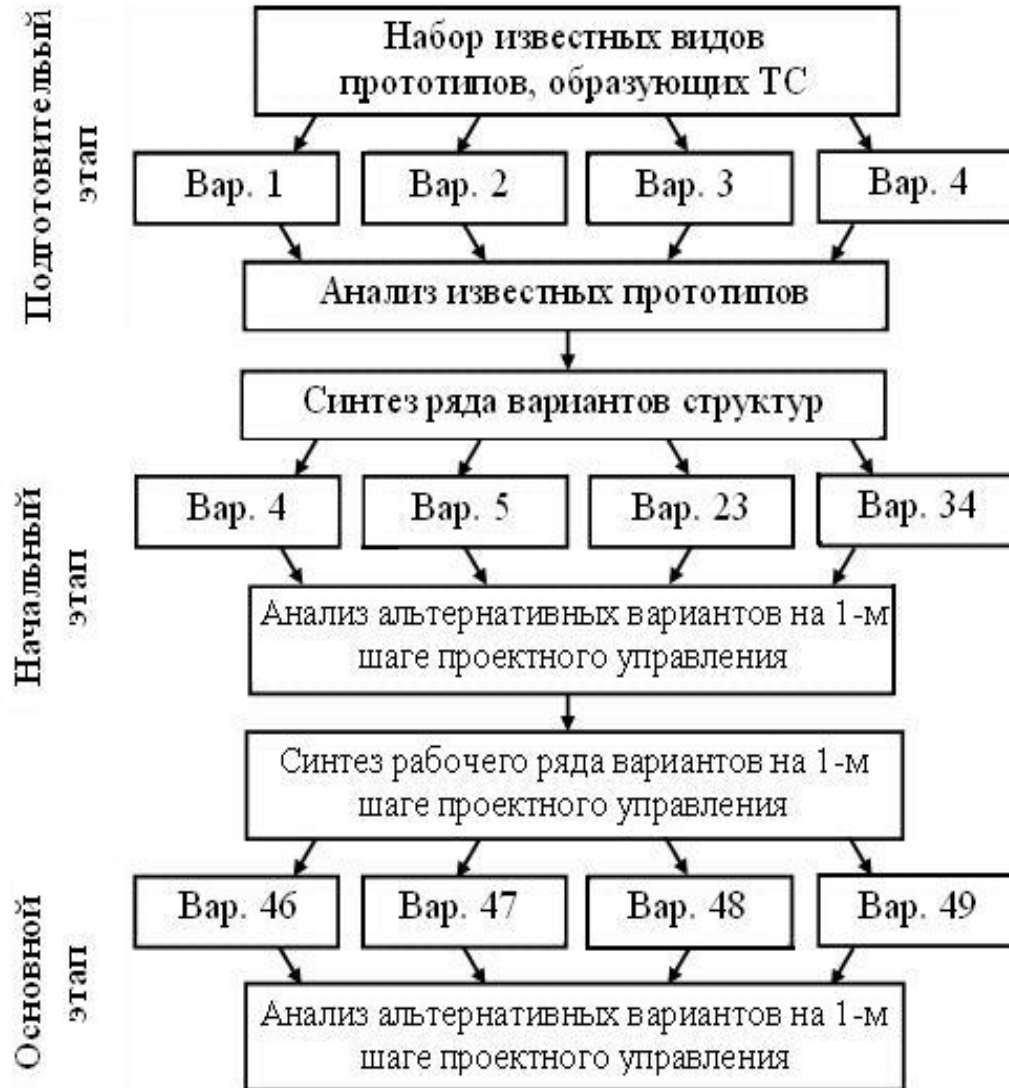 Подготовительный
этап
Набор известных видов
прототипов, образующих ТС
Вар. 1
Вар. 2
Вар. 3
Вар. 4
Анализ известных прототипов
Начальный
этап
Синтез ряда вариантов структур
Вар. 4
Вар. 5
Вар. 23
Вар. 34
Анализ альтернативных вариантов на 1-м
шаге проектного управления
Основной
этап
Синтез рабочего ряда вариантов на 1-м
шаге проектного управления
Вар. 46
Вар. 47
Вар. 48
Вар. 49
Анализ альтернативных вариантов на 1-м
шаге проектного управления